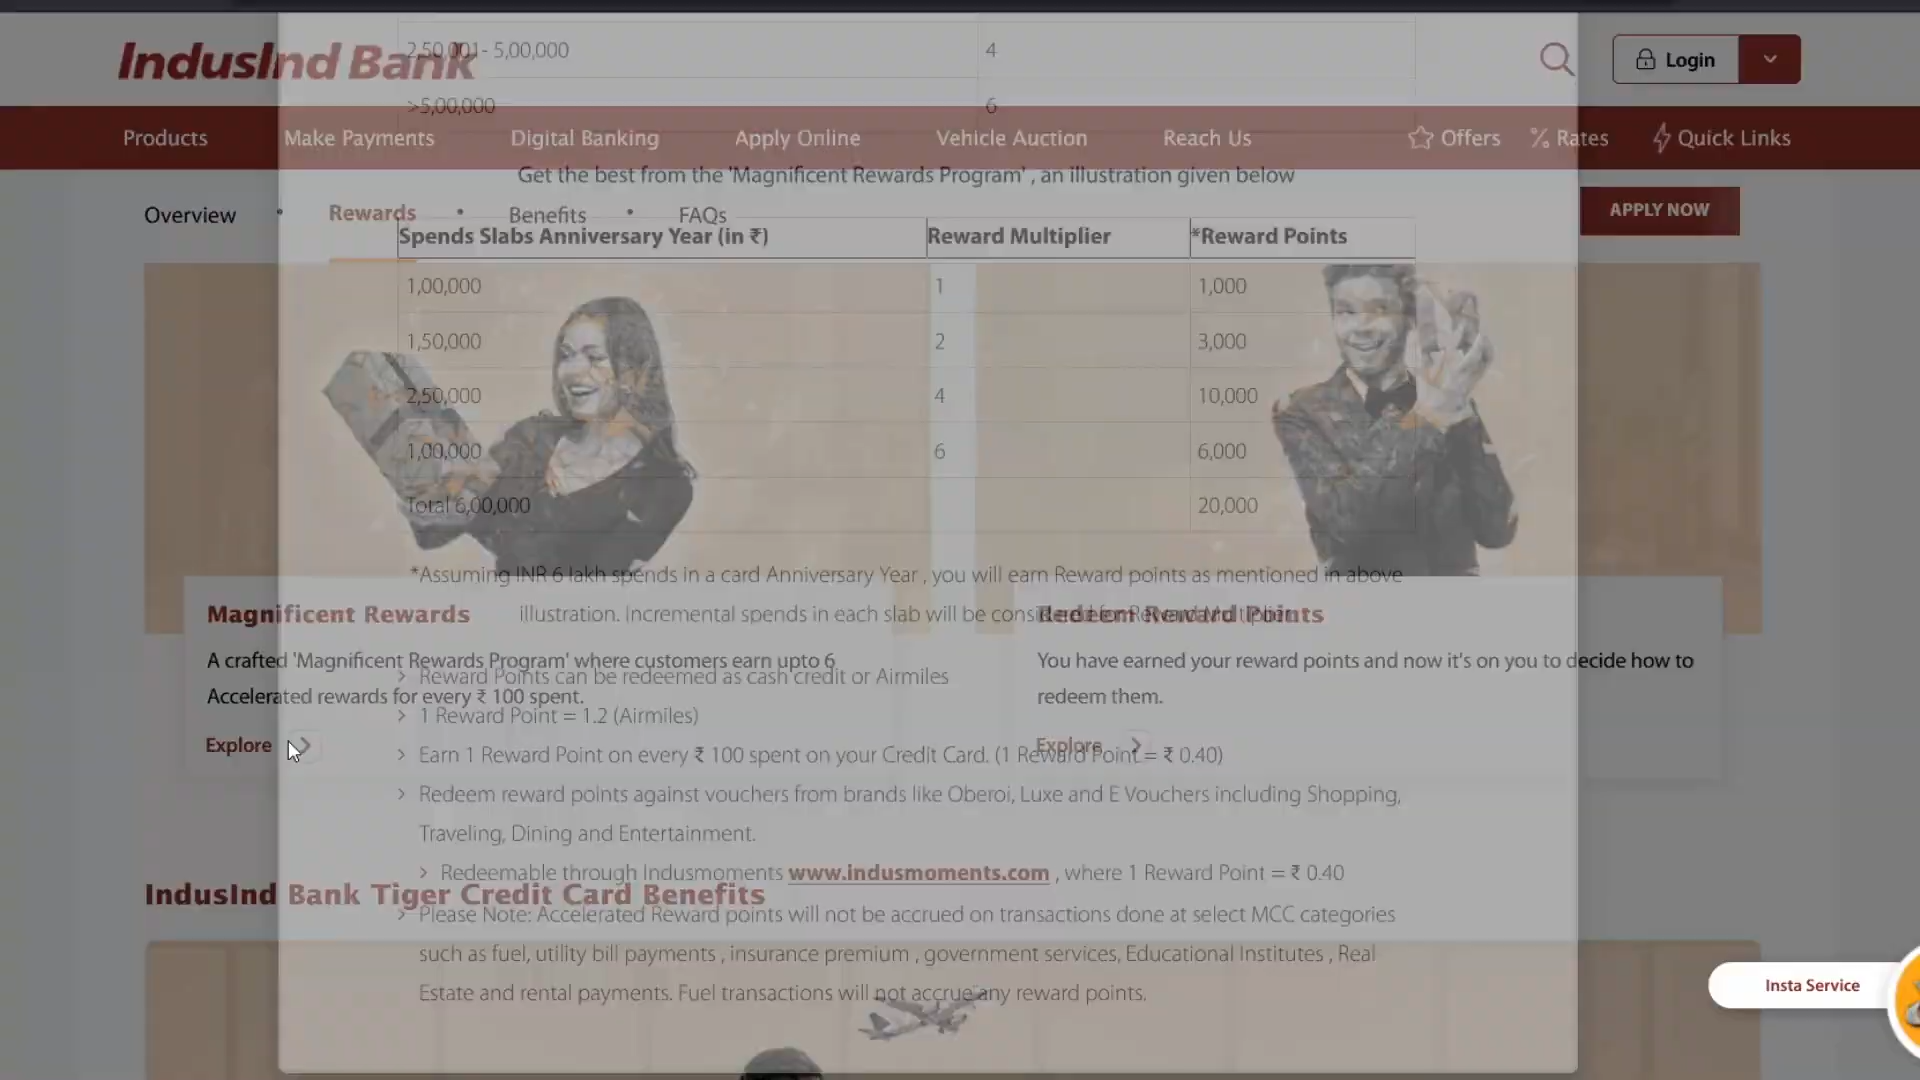 IndusInd Bank
2,50,001- 5,00,000 4
Login
>5,00,000 6
Products Make Payments Digital Banking Apply Online Vehicle Auction Reach Us Offers Rates Quick Links
Get the best from the 'Magnificent Rewards Program' , an illustration given below
Overview • Rewards • Benefits • FAQs
APPLY NOW
Spends Slabs Anniversary Year (in ₹) Reward Multiplier *Reward Points
1,00,000 1 1,000
1,50,000 2 3,000
2,50,000 4 10,000
1,00,000 6 6,000
Total 6,00,000 20,000
*Assuming INR 6 lakh spends in a card Anniversary Year , you will earn Reward points as mentioned in above
illustration. Incremental spends in each slab will be considered for Reward Multiplier.
Magnificent Rewards
A crafted 'Magnificent Rewards Program' where customers earn upto 6
Accelerated rewards for every ₹ 100 spent.
Explore
Redeem Reward Points
You have earned your reward points and now it's on you to decide how to
redeem them.
Explore
> Reward Points can be redeemed as cash credit or Airmiles
> 1 Reward Point = 1.2 (Airmiles)
> Earn 1 Reward Point on every ₹ 100 spent on your Credit Card. (1 Reward Point = ₹ 0.40)
> Redeem reward points against vouchers from brands like Oberoi, Luxe and E Vouchers including Shopping,
Traveling, Dining and Entertainment.
> Redeemable through Indusmoments www.indusmoments.com , where 1 Reward Point = ₹ 0.40
IndusInd Bank Tiger Credit Card Benefits
> Please Note: Accelerated Reward points will not be accrued on transactions done at select MCC categories
such as fuel, utility bill payments , insurance premium , government services, Educational Institutes , Real
Estate and rental payments. Fuel transactions will not accrue any reward points.
Insta Service